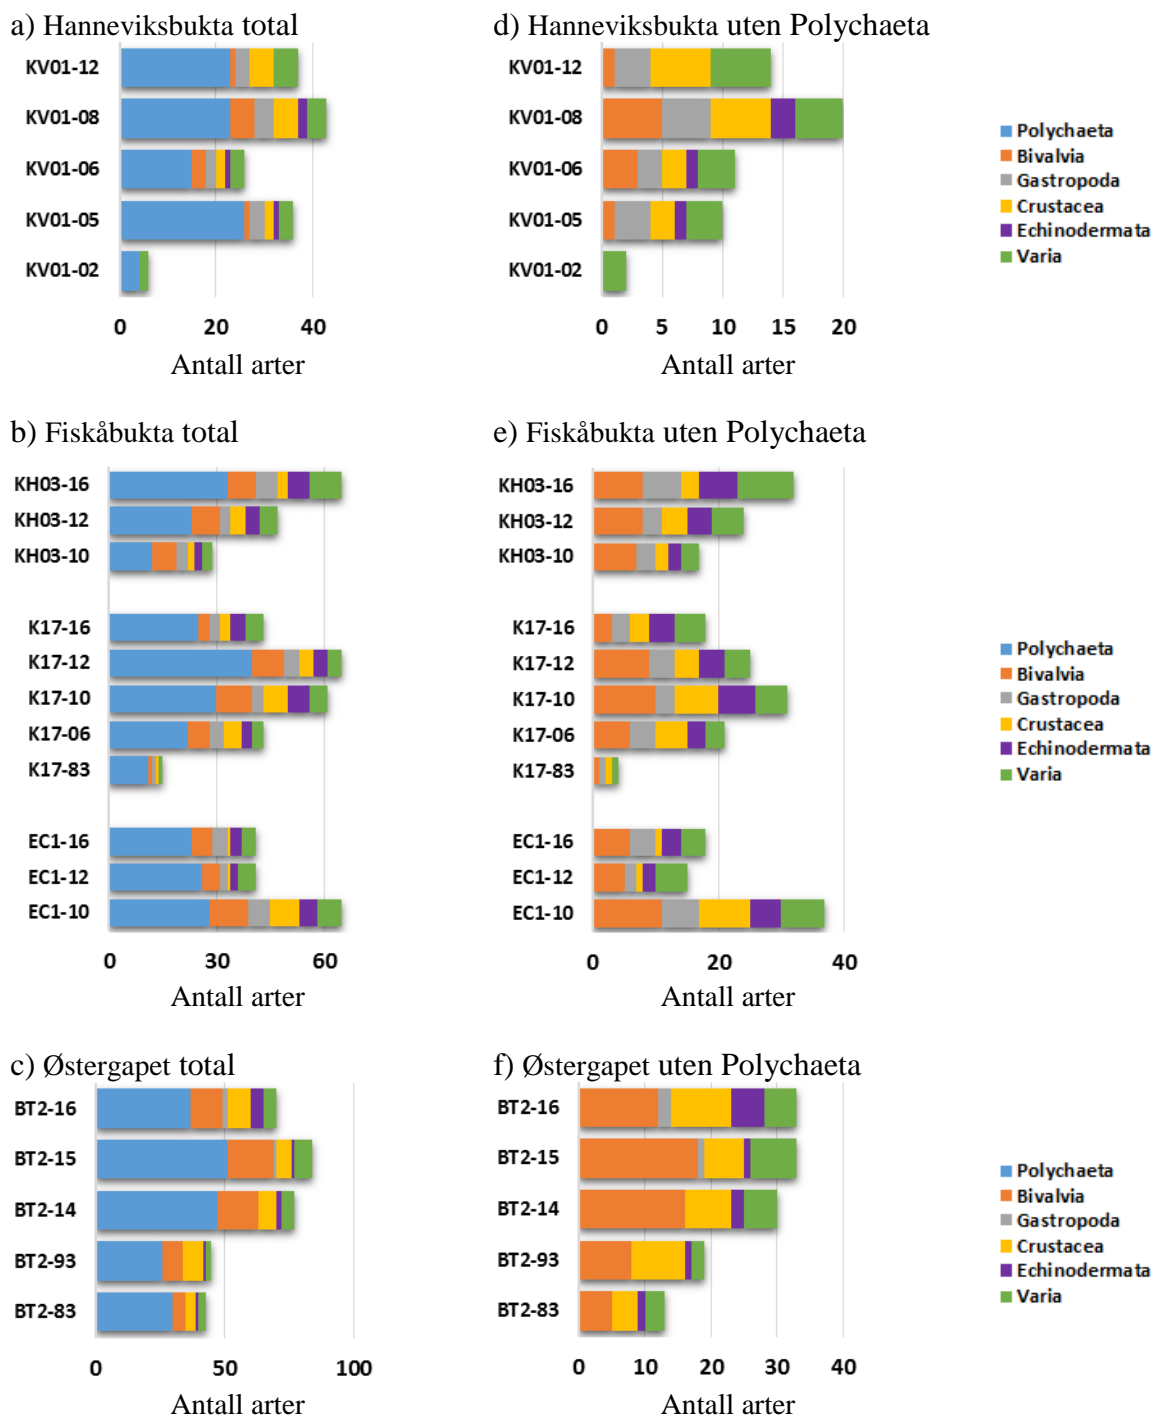 a) Hanneviksbukta total
KV01-12
KV01-08
KV01-06
KV01-05
KV01-02
0 20 40
Antall arter
d) Hanneviksbukta uten Polychaeta
KV01-12
KV01-08
KV01-06
KV01-05
KV01-02
0 5 10 15 20
Antall arter
Polychaeta
Bivalvia
Gastropoda
Crustacea
Echinodermata
Varia
b) Fiskåbukta total
KH03-16
KH03-12
KH03-10
K17-16
K17-12
K17-10
K17-06
K17-83
EC1-16
EC1-12
EC1-10
0 30 60
Antall arter
e) Fiskåbukta uten Polychaeta
KH03-16
KH03-12
KH03-10
K17-16
K17-12
K17-10
K17-06
K17-83
EC1-16
EC1-12
EC1-10
0 20 40
Antall arter
Polychaeta
Bivalvia
Gastropoda
Crustacea
Echinodermata
Varia
c) Østergapet total
BT2-16
BT2-15
BT2-14
BT2-93
BT2-83
0 50 100
Antall arter
f) Østergapet uten Polychaeta
BT2-16
BT2-15
BT2-14
BT2-93
BT2-83
0 10 20 30 40
Antall arter
Polychaeta
Bivalvia
Gastropoda
Crustacea
Echinodermata
Varia